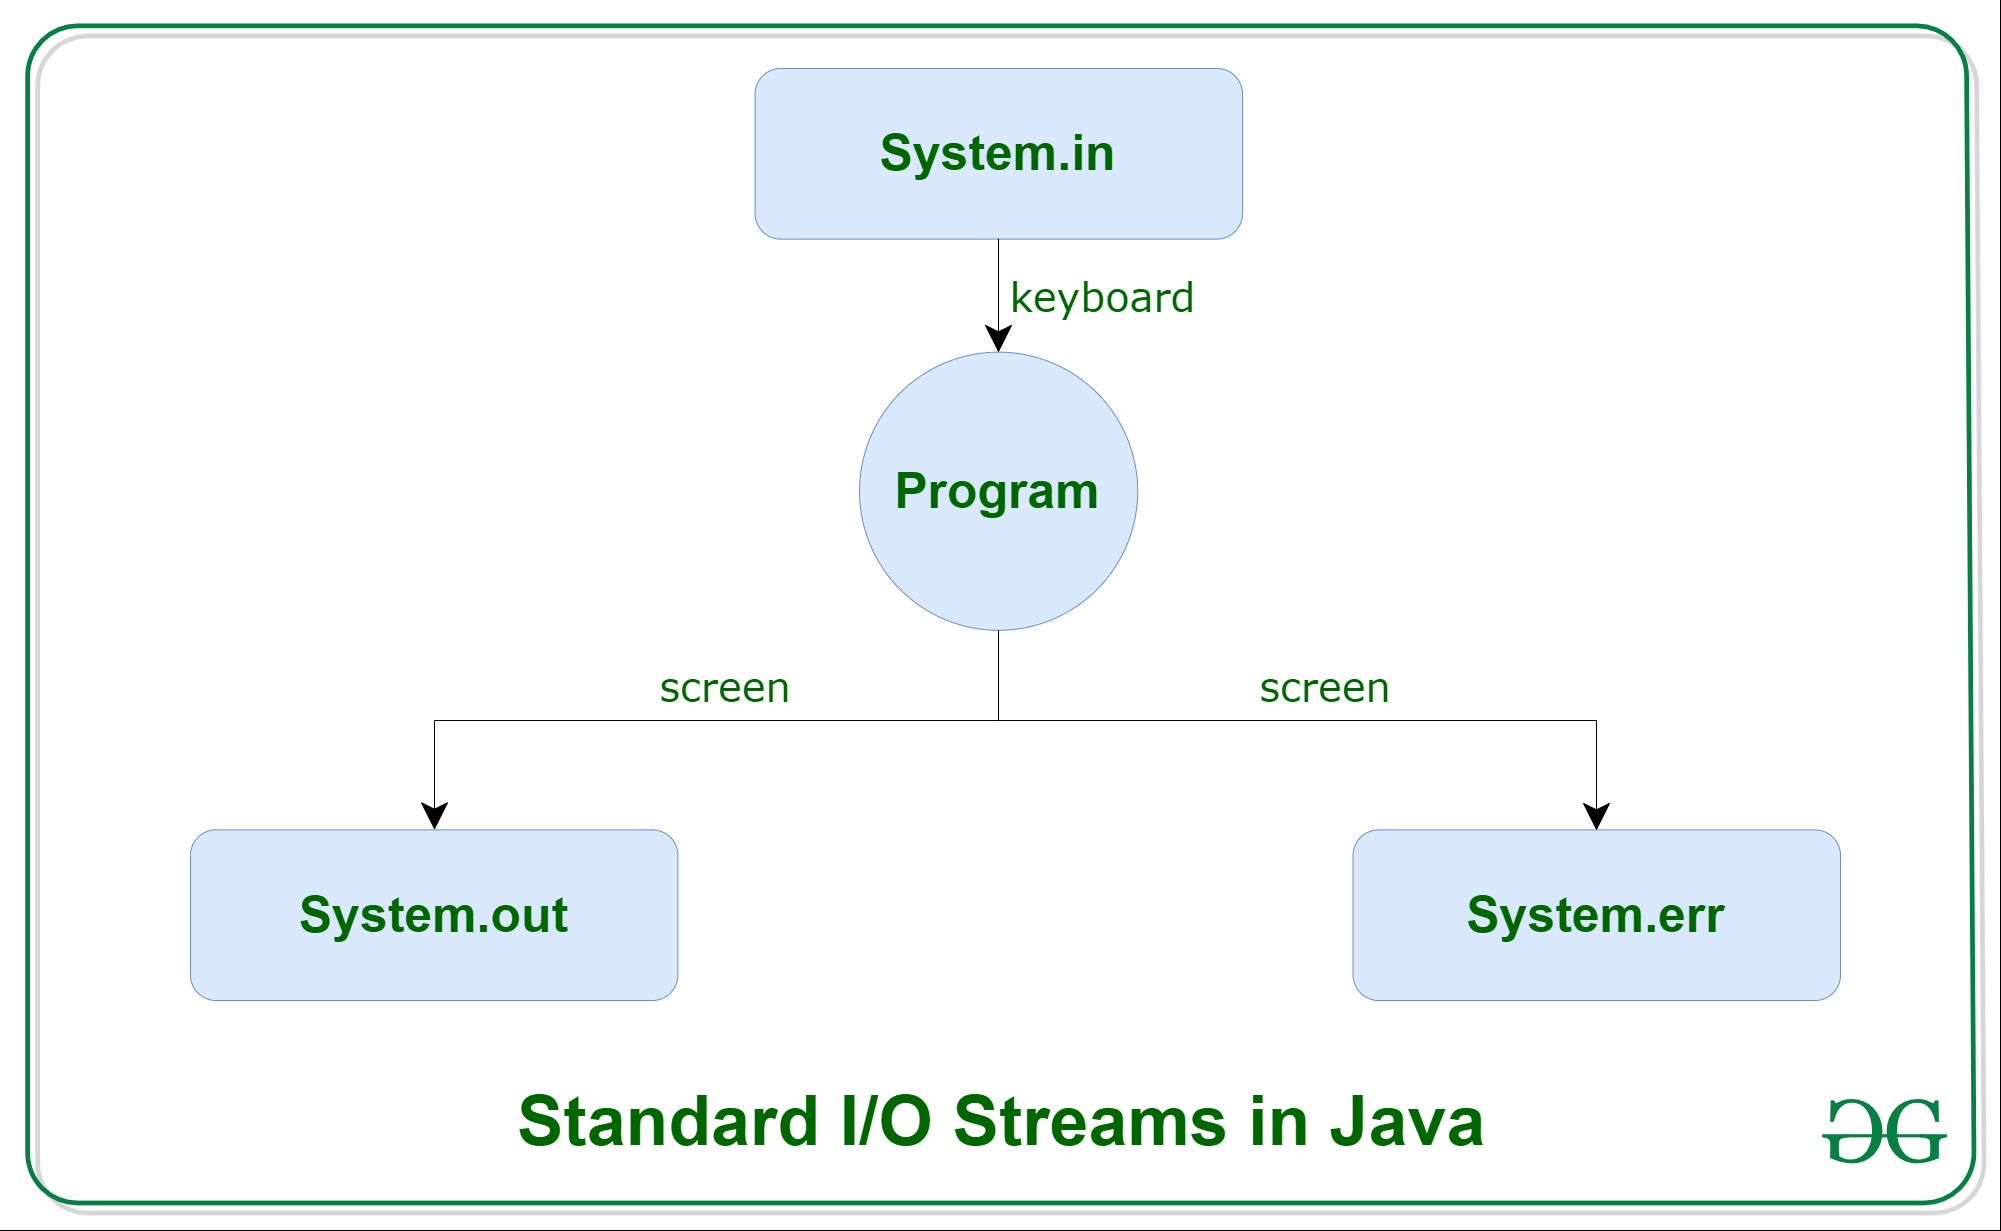 System.in
keyboard
Program
screen
screen
System.out
System.err
Standard I/O Streams in Java